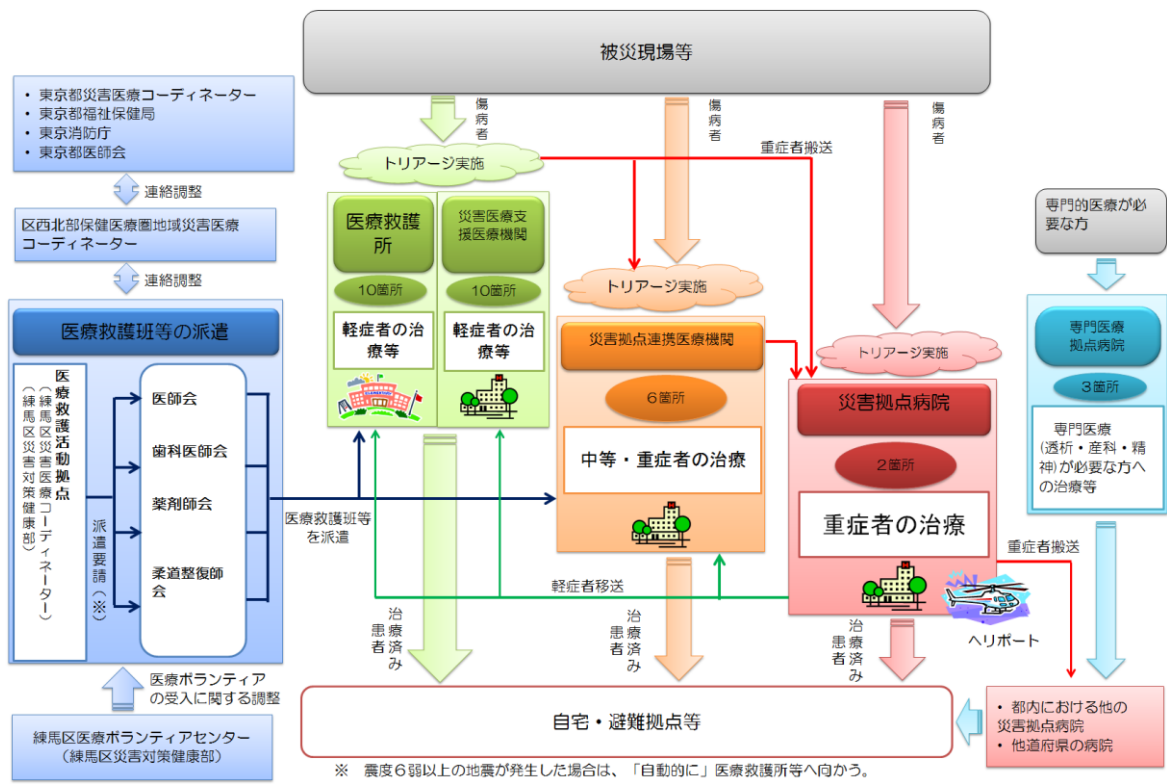 被災現場等
・ 東京都災害医療コーディネーター
・ 東京都福祉保健局
・ 東京消防庁
・ 東京都医師会
連絡調整
区西北部保健医療圏地域災害医療
コーディネーター
連絡調整
医療救護班等の派遣
医療救護活動拠点
（練馬区災害医療コーディネーター）
（練馬区災害対策健康部）
派遣要請（※）
医師会
歯科医師会
薬剤師会
柔道整復師
会
医療救護班等
を派遣
医療ボランティア
の受入に関する調整
練馬区医療ボランティアセンター
（練馬区災害対策健康部）
傷病者
トリアージ実施
医療救護
所
10箇所
軽症者の治
療等
災害医療支
援医療機関
10箇所
軽症者の治
療等
治療済み
患者
傷病者
重症者搬送
トリアージ実施
災害拠点連携医療機関
6箇所
中等・重症者の治療
軽症者移送
治療済み
患者
傷病者
トリアージ実施
災害拠点病院
2箇所
重症者の治療
重症者搬送
ヘリポート
治療済み
患者
専門的医療が必
要な方
専門医療
拠点病院
3箇所
専門医療
(透析・産科・精
神)が必要な方へ
の治療等
・ 都内における他の
災害拠点病院
・ 他道府県の病院
自宅・避難拠点等
※ 震度６弱以上の地震が発生した場合は、「自動的に」医療救護所等へ向かう。